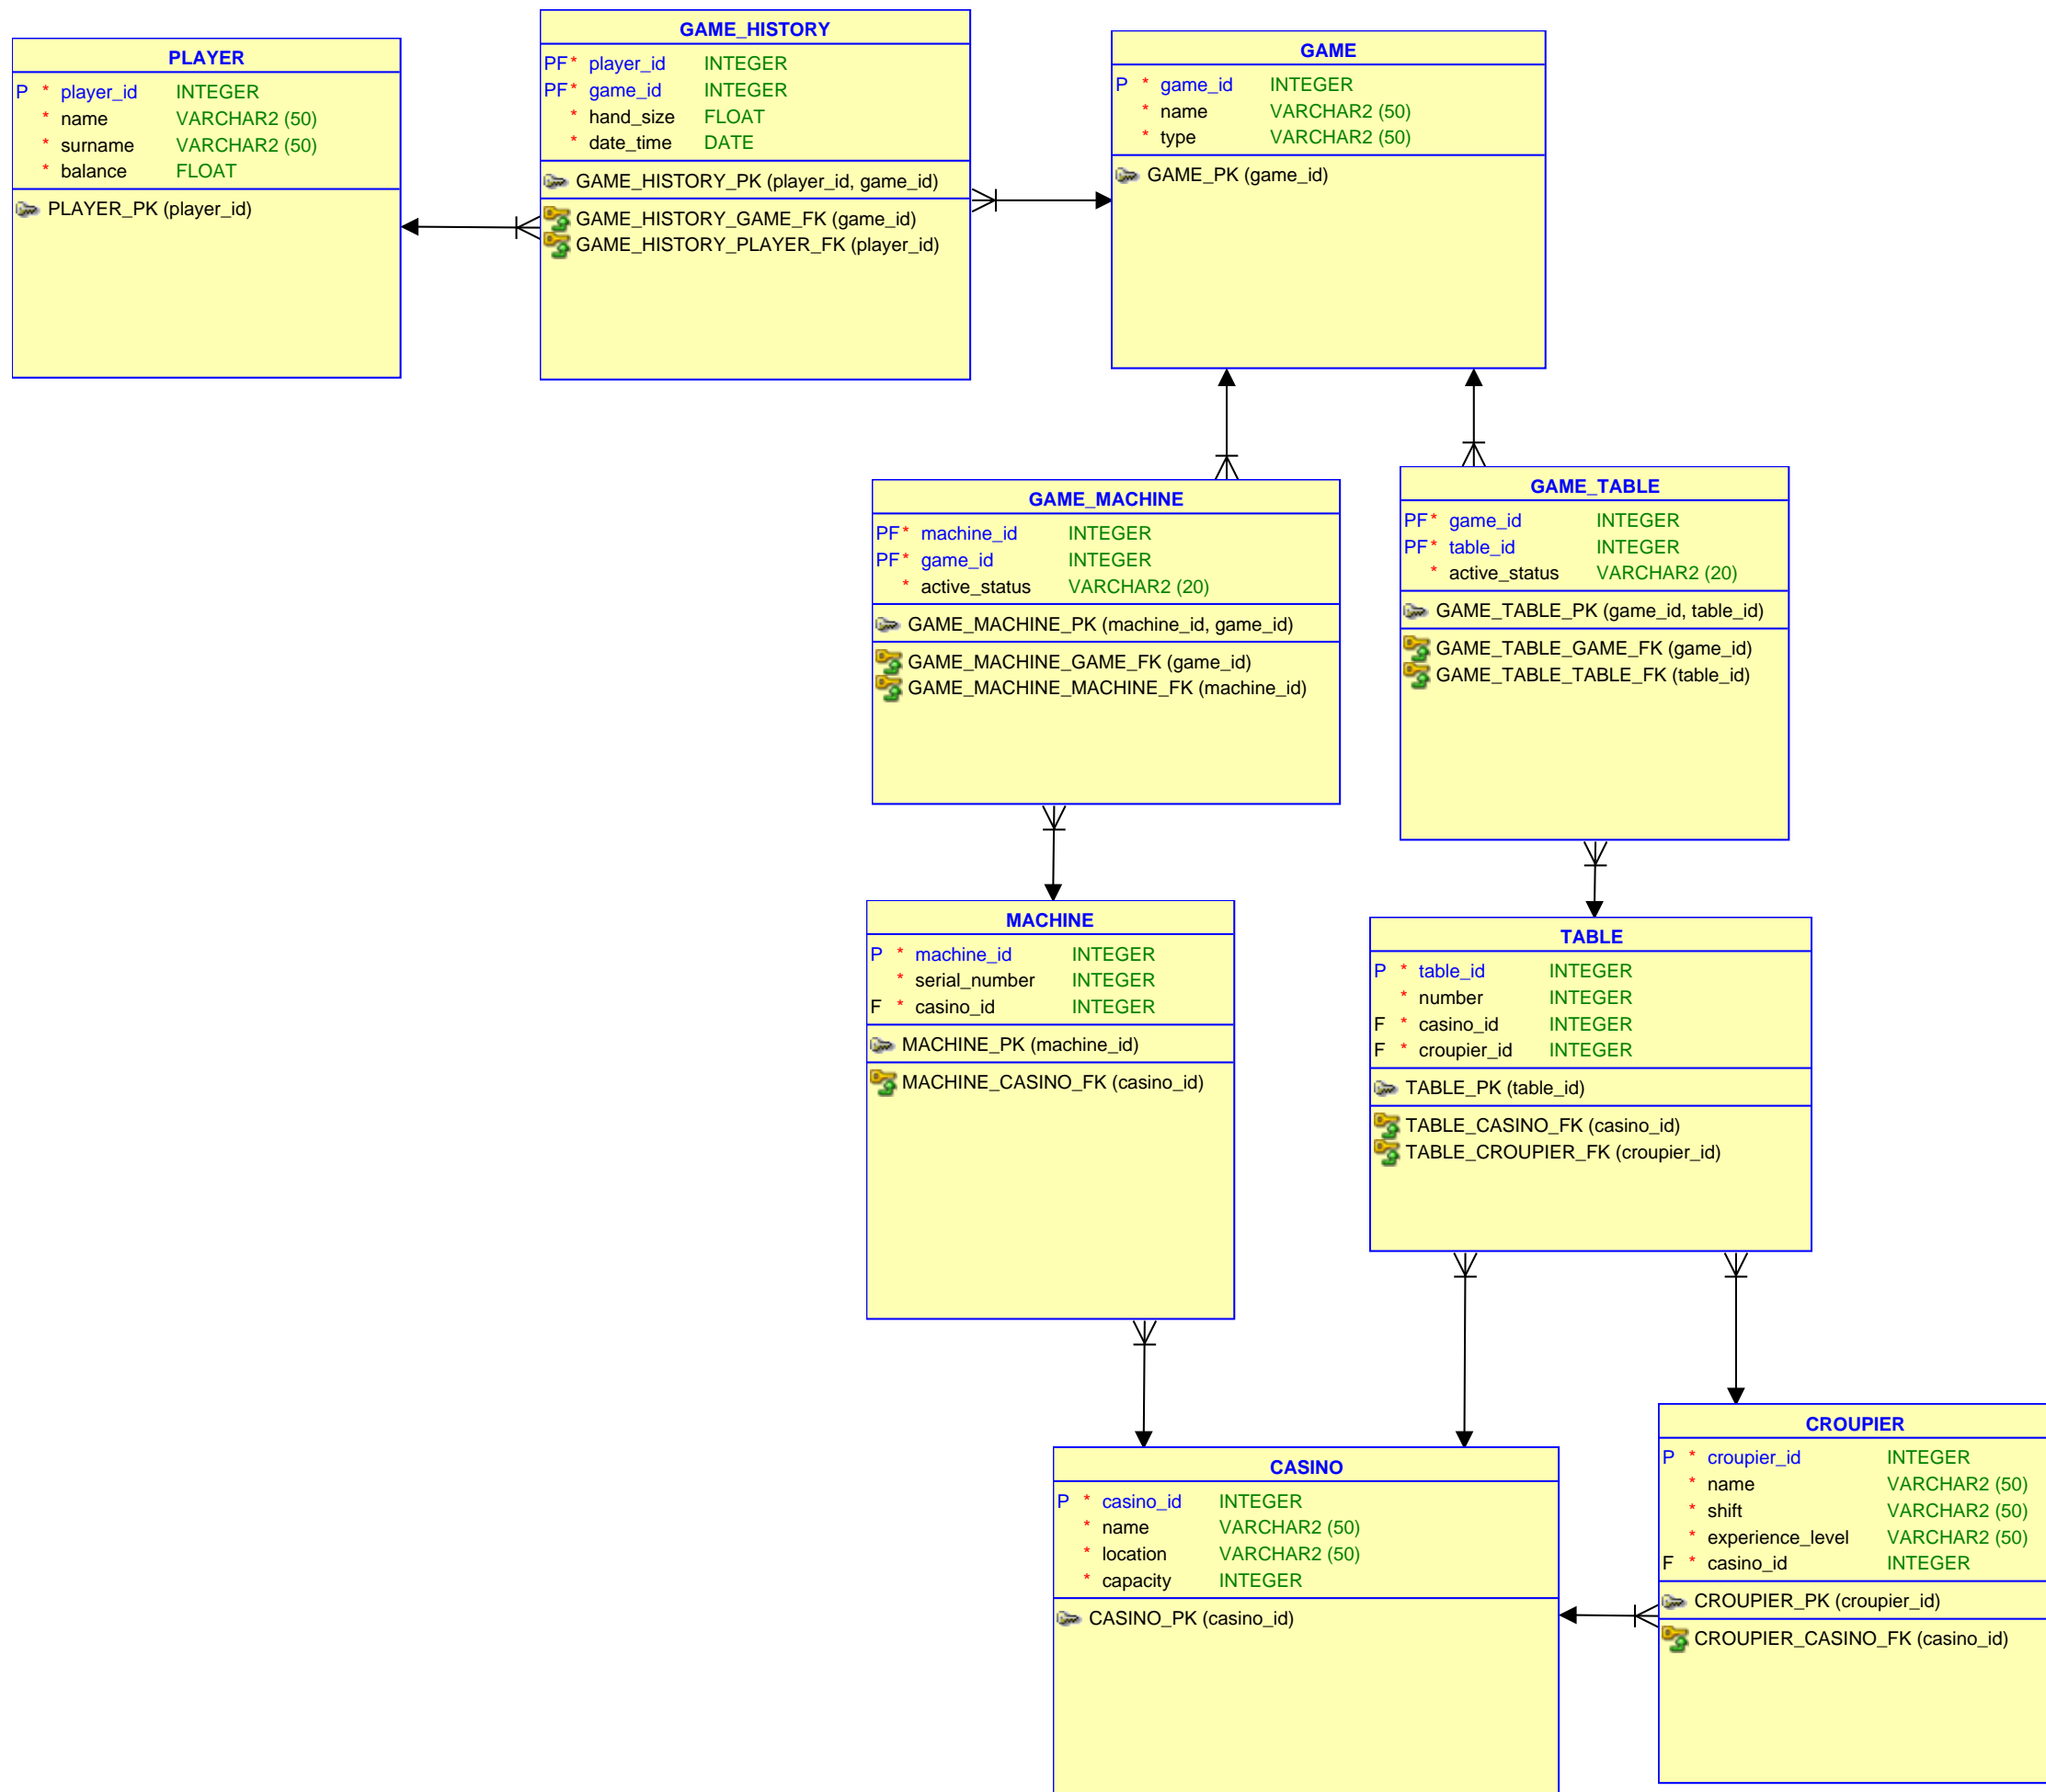 PLAYER
P * player_id INTEGER
* name VARCHAR2 (50)
* surname VARCHAR2 (50)
* balance FLOAT
PLAYER_PK (player_id)
GAME_HISTORY
PF* player_id INTEGER
PF* game_id INTEGER
* hand_size FLOAT
* date_time DATE
GAME_HISTORY_PK (player_id, game_id)
GAME_HISTORY_GAME_FK (game_id)
GAME_HISTORY_PLAYER_FK (player_id)
GAME
P * game_id INTEGER
* name VARCHAR2 (50)
* type VARCHAR2 (50)
GAME_PK (game_id)
GAME_MACHINE
PF* machine_id INTEGER
PF* game_id INTEGER
* active_status VARCHAR2 (20)
GAME_MACHINE_PK (machine_id, game_id)
GAME_MACHINE_GAME_FK (game_id)
GAME_MACHINE_MACHINE_FK (machine_id)
GAME_TABLE
PF* game_id INTEGER
PF* table_id INTEGER
* active_status VARCHAR2 (20)
GAME_TABLE_PK (game_id, table_id)
GAME_TABLE_GAME_FK (game_id)
GAME_TABLE_TABLE_FK (table_id)
MACHINE
P * machine_id INTEGER
* serial_number INTEGER
F * casino_id INTEGER
MACHINE_PK (machine_id)
MACHINE_CASINO_FK (casino_id)
TABLE
P * table_id INTEGER
* number INTEGER
F * casino_id INTEGER
F * croupier_id INTEGER
TABLE_PK (table_id)
TABLE_CASINO_FK (casino_id)
TABLE_CROUPIER_FK (croupier_id)
CASINO
P * casino_id INTEGER
* name VARCHAR2 (50)
* location VARCHAR2 (50)
* capacity INTEGER
CASINO_PK (casino_id)
CROUPIER
P * croupier_id INTEGER
* name VARCHAR2 (50)
* shift VARCHAR2 (50)
* experience_level VARCHAR2 (50)
F * casino_id INTEGER
CROUPIER_PK (croupier_id)
CROUPIER_CASINO_FK (casino_id)